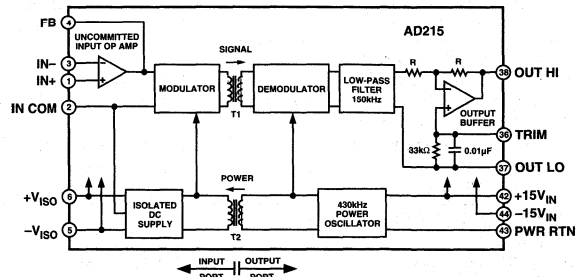 AD215
FB
4
UNCOMMITTED
INPUT OP AMP
IN−
3
IN+
1
IN COM
2
MODULATOR
SIGNAL
T1
DEMODULATOR
LOW-PASS
FILTER
150kHz
R
R
OUTPUT
BUFFER
38
OUT HI
36
TRIM
33kΩ
0.01µF
37
OUT LO
+VISO
6
−VISO
5
ISOLATED
DC
SUPPLY
POWER
T2
430kHz
POWER
OSCILLATOR
42
+15VIN
44
−15VIN
43
PWR RTN
INPUT
PORT
OUTPUT
PORT